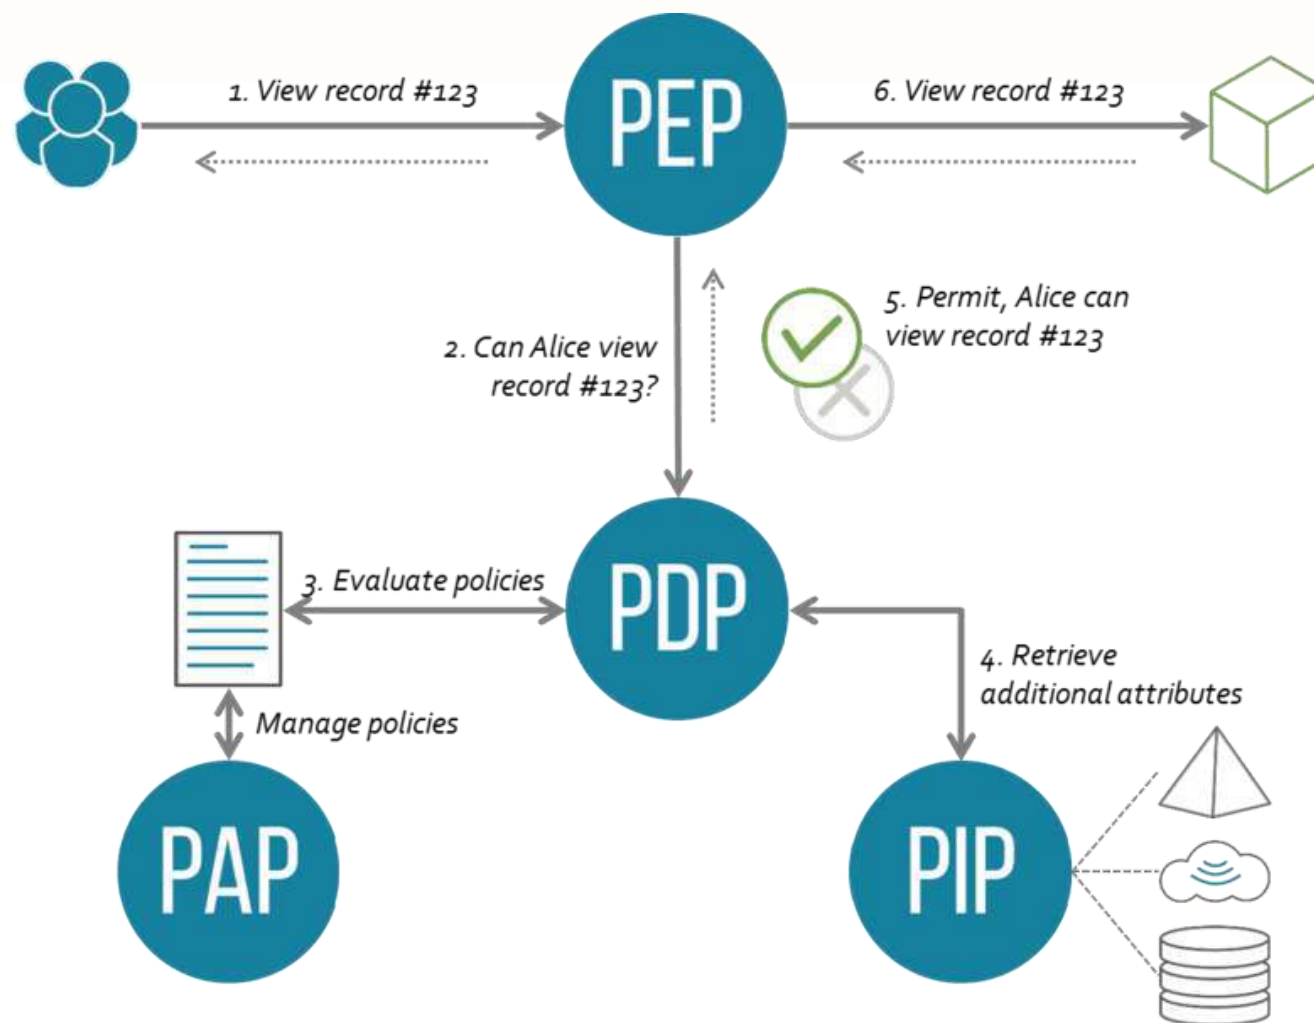 1. View record #123
PEP
6. View record #123
5. Permit, Alice can
view record #123
2. Can Alice view
record #123?
3. Evaluate policies
PDP
4. Retrieve
additional attributes
Manage policies
PAP
PIP